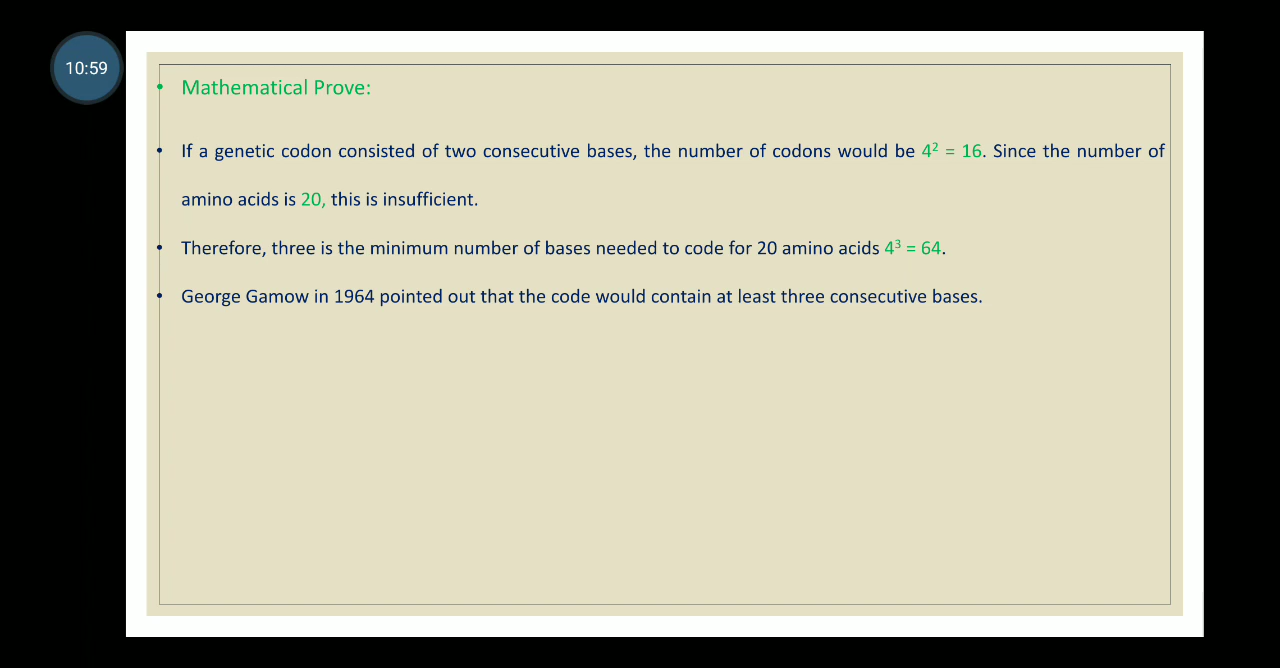 10:59
• Mathematical Prove:
• If a genetic codon consisted of two consecutive bases, the number of codons would be 4² = 16. Since the number of
amino acids is 20, this is insufficient.
• Therefore, three is the minimum number of bases needed to code for 20 amino acids 4³ = 64.
• George Gamow in 1964 pointed out that the code would contain at least three consecutive bases.